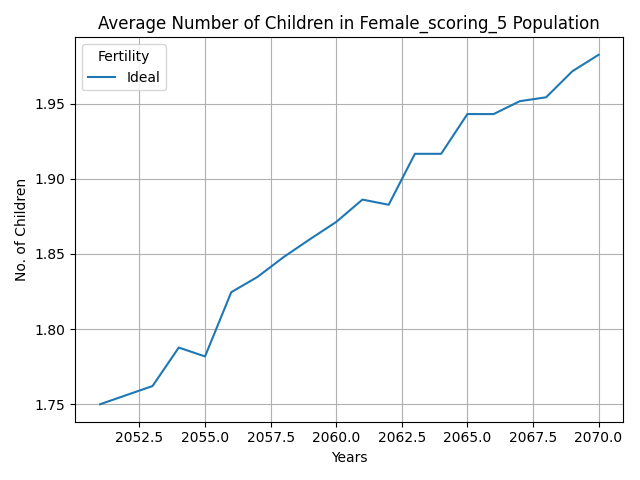 Average Number of Children in Female_scoring_5 Population
Fertility
Ideal
No. of Children
1.95
1.90
1.85
1.80
1.75
2052.5 2055.0 2057.5 2060.0 2062.5 2065.0 2067.5 2070.0
Years